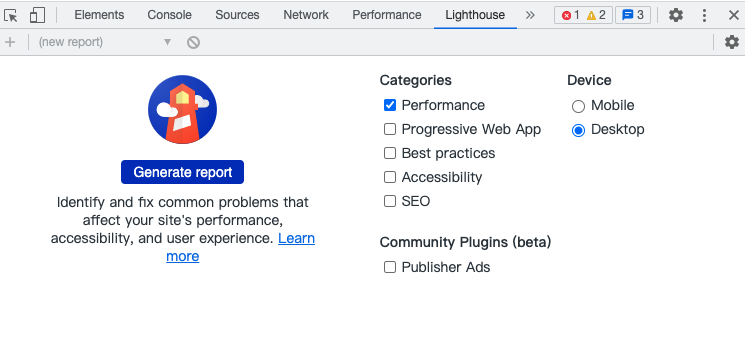 Elements Console Sources Network Performance Lighthouse » 1 2 3
+ (new report)
Categories Device
Performance Mobile
Progressive Web App Desktop
Best practices
Generate report
Accessibility
Identify and fix common problems that
SEO
affect your site's performance,
accessibility, and user experience. Learn
more
Community Plugins (beta)
Publisher Ads